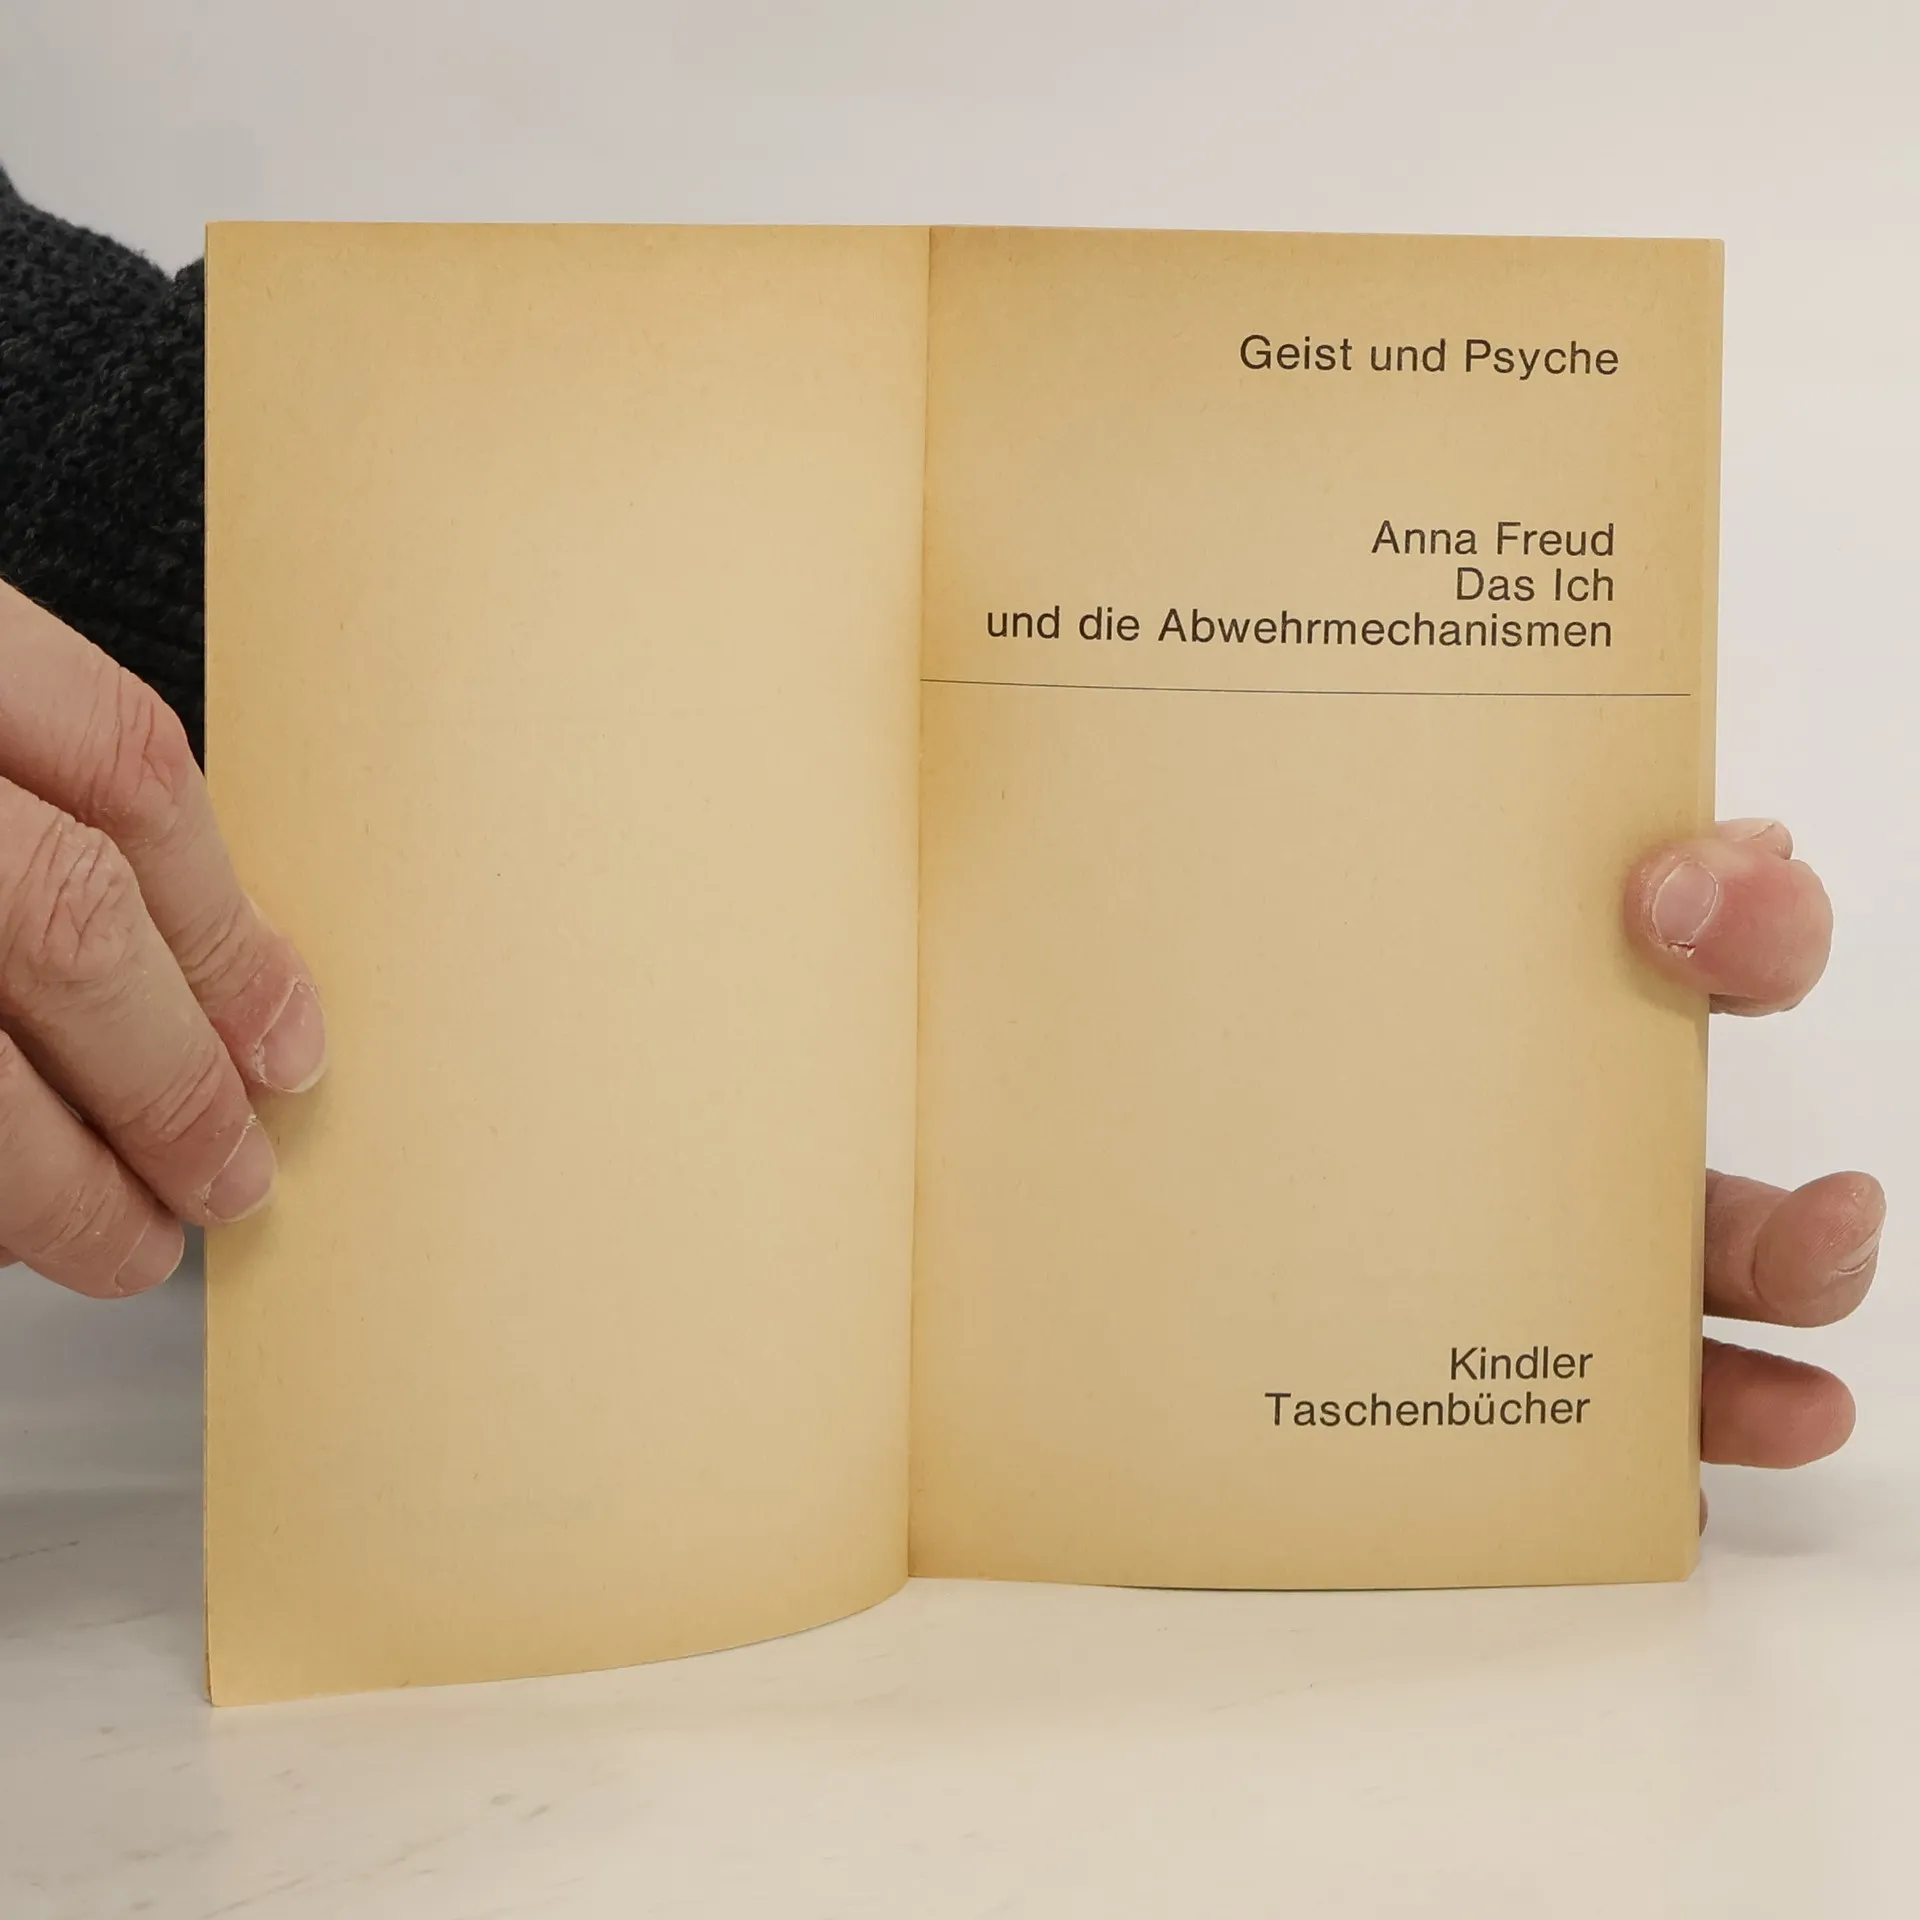 Geist und Psyche
Anna Freud
Das Ich
und die Abwehrmechanismen
Kindler
Taschenbücher